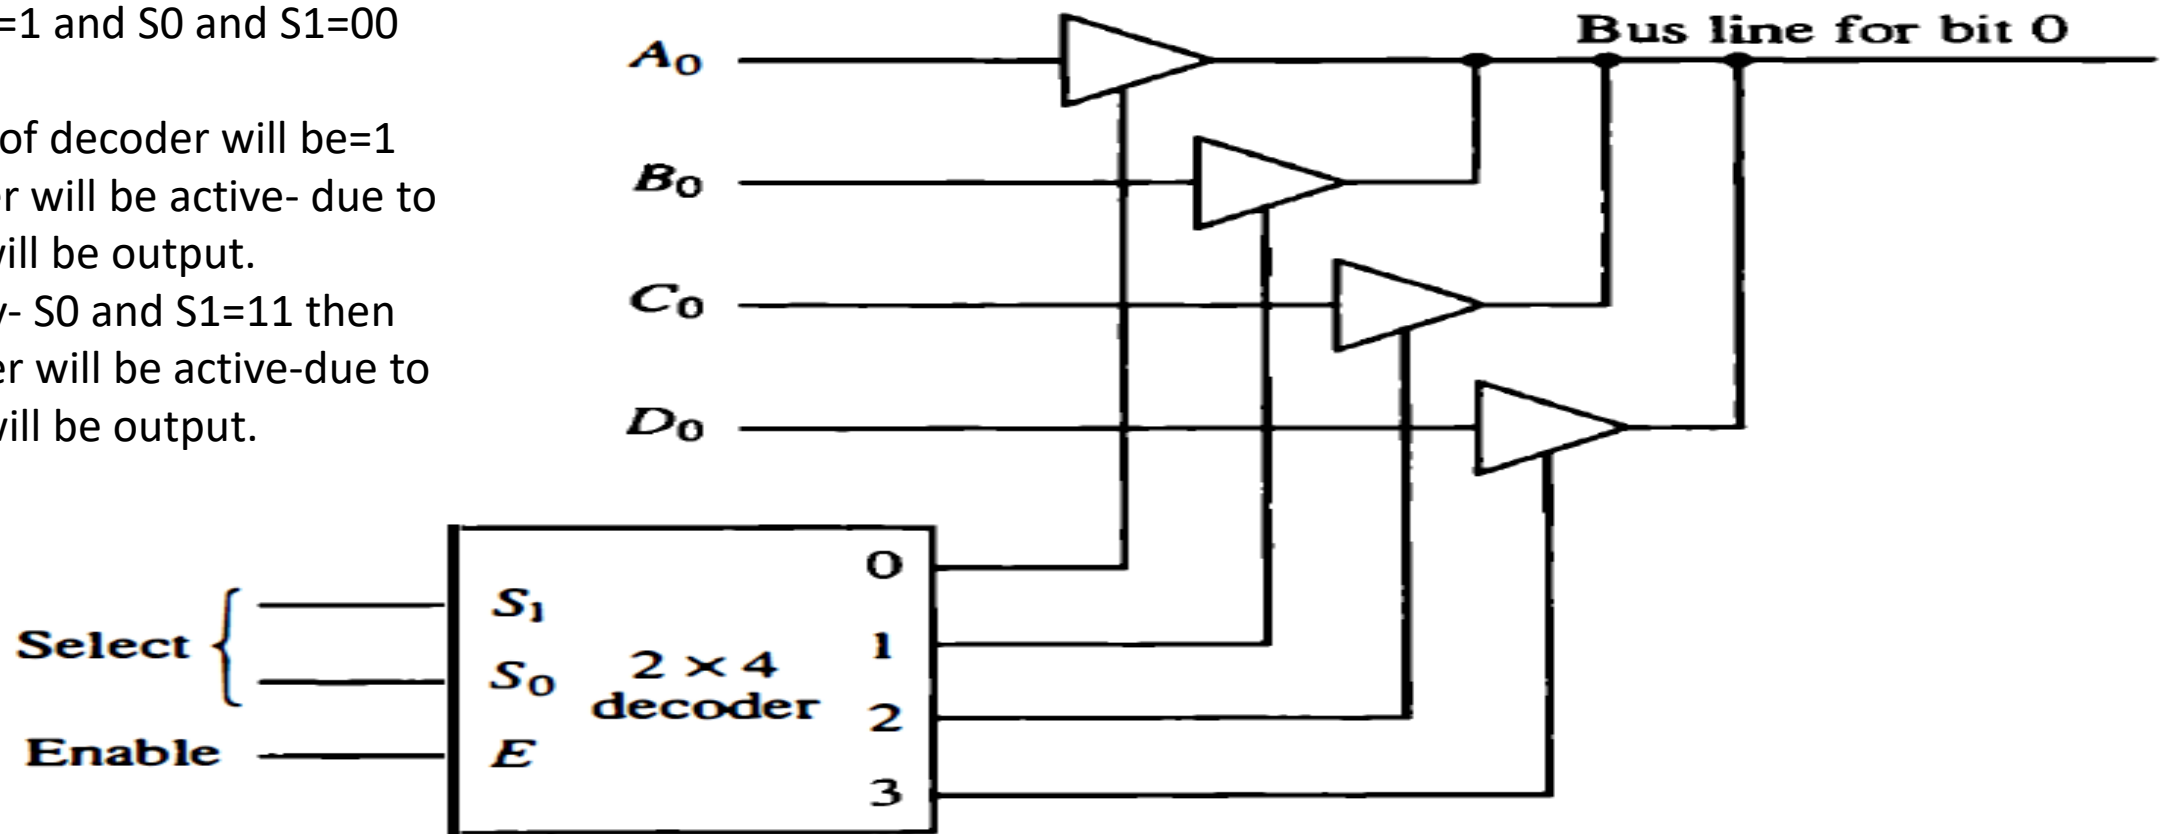 =1 and S0 and S1=00
of decoder will be=1
r will be active- due to
will be output.
- S0 and S1=11 then
er will be active-due to
will be output.
A0
B0
C0
D0
Bus line for bit 0
Select
Enable
S1
S0
E
2 × 4
decoder
0
1
2
3